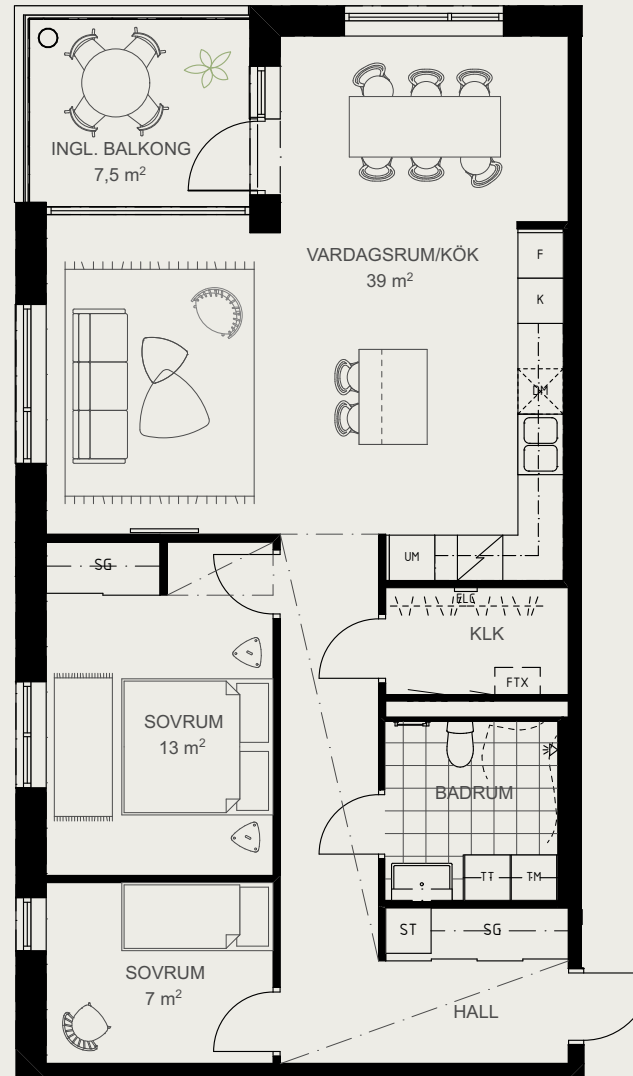 INGL. BALKONG
7,5 m²
VARDAGSRUM/KÖK
39 m²
F
K
DM
UM
SG
ELC
KLK
FTX
SOVRUM
13 m²
BADRUM
TT
TM
ST
SG
SOVRUM
7 m²
HALL